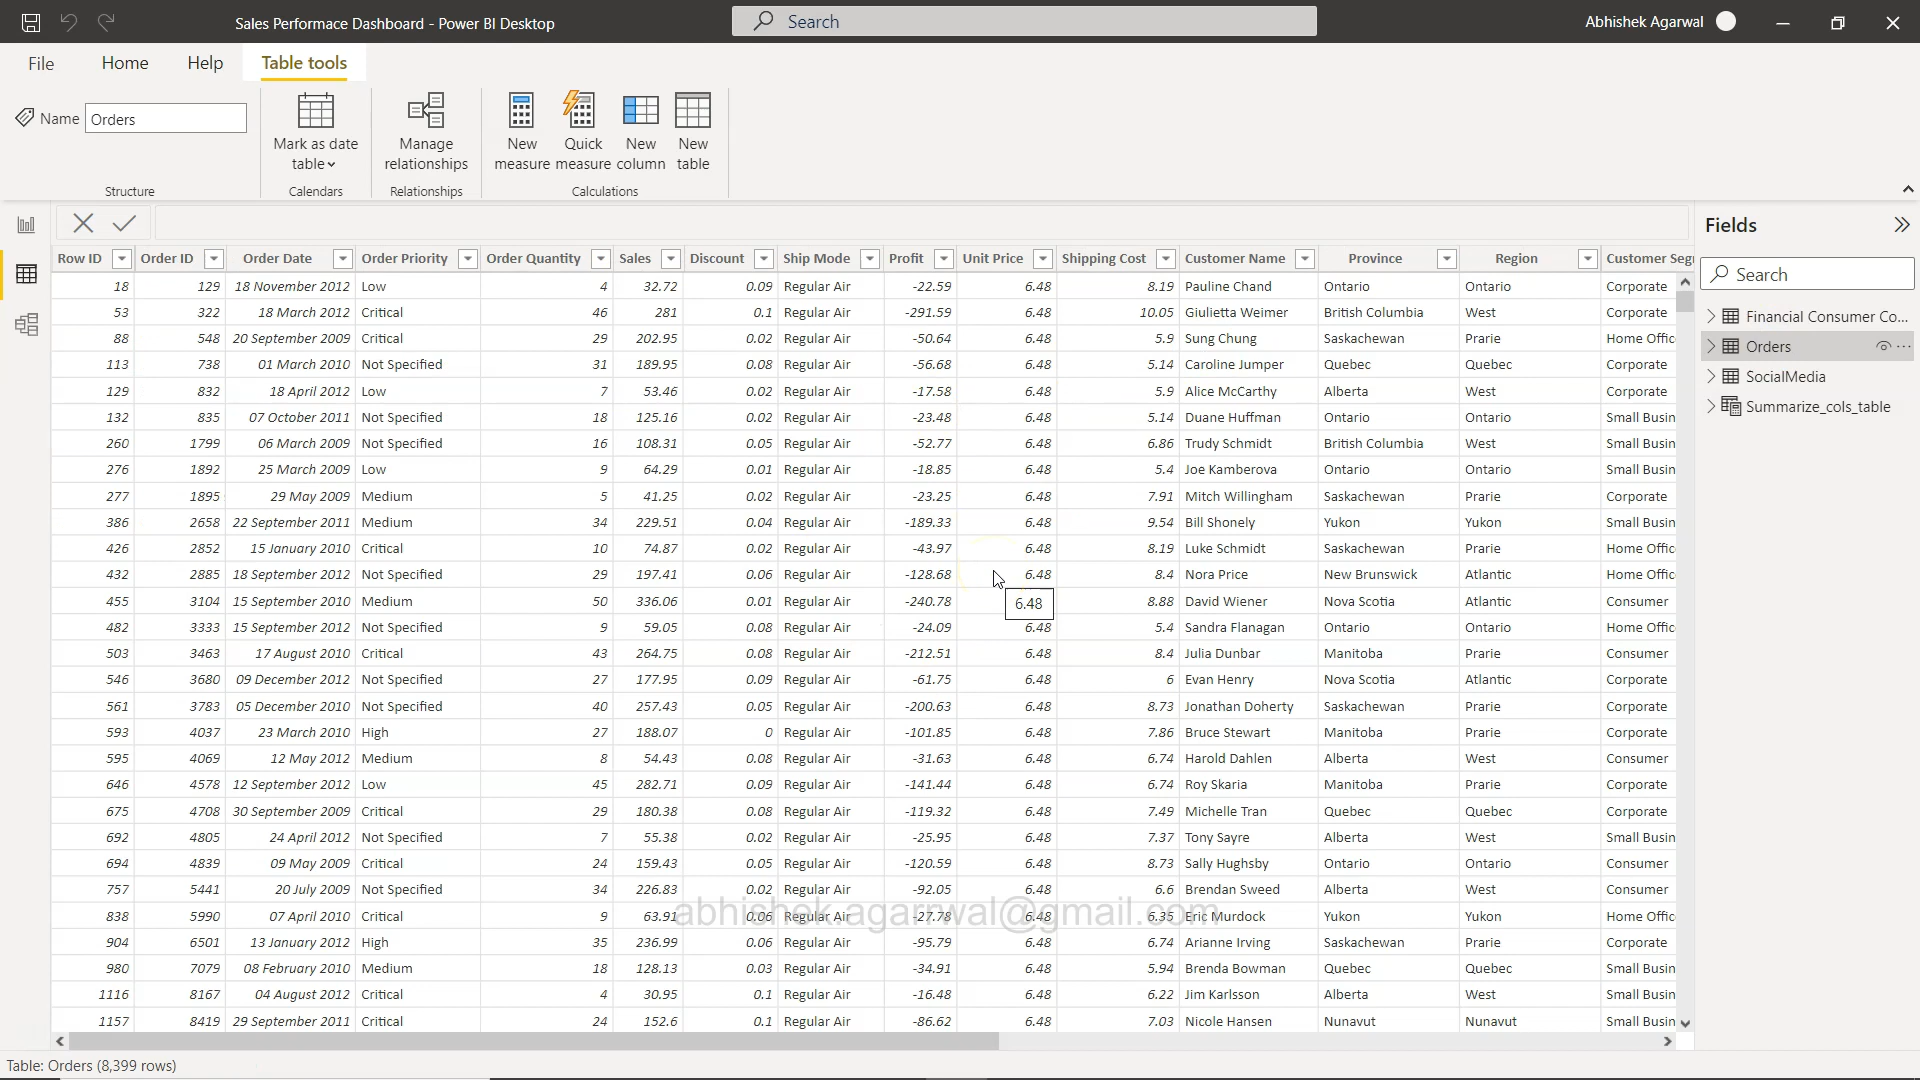 Sales Performace Dashboard - Power BI Desktop
Search
Abhishek Agarwal
File Home Help Table tools
Name Orders
Mark as date table
Manage relationships
New measure
Quick measure
New column
New table
Structure Calendars Relationships Calculations
Row ID Order ID Order Date Order Priority Order Quantity Sales Discount Ship Mode Profit Unit Price Shipping Cost Customer Name Province Region Customer Seg
18 129 18 November 2012 Low 4 32.72 0.09 Regular Air -22.59 6.48 8.19 Pauline Chand Ontario Ontario Corporate
53 322 18 March 2012 Critical 46 281 0.1 Regular Air -291.59 6.48 10.05 Giulietta Weimer British Columbia West Corporate
88 548 20 September 2009 Critical 29 202.95 0.02 Regular Air -50.64 6.48 5.9 Sung Chung Saskachewan Prarie Home Offic
113 738 01 March 2010 Not Specified 31 189.95 0.08 Regular Air -56.68 6.48 5.14 Caroline Jumper Quebec Quebec Corporate
129 832 18 April 2012 Low 7 53.46 0.02 Regular Air -17.58 6.48 5.9 Alice McCarthy Alberta West Corporate
132 835 07 October 2011 Not Specified 18 125.16 0.02 Regular Air -23.48 6.48 5.14 Duane Huffman Ontario Ontario Small Busin
260 1799 06 March 2009 Not Specified 16 108.31 0.05 Regular Air -52.77 6.48 6.86 Trudy Schmidt British Columbia West Small Busin
276 1892 25 March 2009 Low 9 64.29 0.01 Regular Air -18.85 6.48 5.4 Joe Kamberova Ontario Ontario Small Busin
277 1895 29 May 2009 Medium 5 41.25 0.02 Regular Air -23.25 6.48 7.91 Mitch Willingham Saskachewan Prarie Corporate
386 2658 22 September 2011 Medium 34 229.51 0.04 Regular Air -189.33 6.48 9.54 Bill Shonely Yukon Yukon Small Busin
426 2852 15 January 2010 Critical 10 74.87 0.02 Regular Air -43.97 6.48 8.19 Luke Schmidt Saskachewan Prarie Home Offic
432 2885 18 September 2012 Not Specified 29 197.41 0.06 Regular Air -128.68 6.48 8.4 Nora Price New Brunswick Atlantic Home Offic
455 3104 15 September 2010 Medium 50 336.06 0.01 Regular Air -240.78 6.48 8.88 David Wiener Nova Scotia Atlantic Consumer
482 3333 15 September 2012 Not Specified 9 59.05 0.08 Regular Air -24.09 6.48 5.4 Sandra Flanagan Ontario Ontario Home Offic
503 3463 17 August 2010 Critical 43 264.75 0.08 Regular Air -212.51 6.48 8.4 Julia Dunbar Manitoba Prarie Consumer
546 3680 09 December 2012 Not Specified 27 177.95 0.09 Regular Air -61.75 6.48 6 Evan Henry Nova Scotia Atlantic Corporate
561 3783 05 December 2010 Not Specified 40 257.43 0.05 Regular Air -200.63 6.48 8.73 Jonathan Doherty Saskachewan Prarie Corporate
593 4037 23 March 2010 High 27 188.07 0 Regular Air -101.85 6.48 7.86 Bruce Stewart Manitoba Prarie Corporate
595 4069 12 May 2012 Medium 8 54.43 0.08 Regular Air -31.63 6.48 6.74 Harold Dahlen Alberta West Consumer
646 4578 12 September 2012 Low 45 282.71 0.09 Regular Air -141.44 6.48 6.74 Roy Skaria Manitoba Prarie Corporate
675 4708 30 September 2009 Critical 29 180.38 0.08 Regular Air -119.32 6.48 7.49 Michelle Tran Quebec Quebec Corporate
692 4805 24 April 2012 Not Specified 7 55.38 0.02 Regular Air -25.95 6.48 7.37 Tony Sayre Alberta West Small Busin
694 4839 09 May 2009 Critical 24 159.43 0.05 Regular Air -120.59 6.48 8.73 Sally Hughsby Ontario Ontario Consumer
757 5441 20 July 2009 Not Specified 34 226.83 0.02 Regular Air -92.05 6.48 6.6 Brendan Sweed Alberta West Consumer
838 5990 07 April 2010 Critical 9 63.91 0.06 Regular Air -27.78 6.48 6.35 Eric Murdock Yukon Yukon Home Offic
904 6501 13 January 2012 High 35 236.99 0.06 Regular Air -95.79 6.48 6.74 Arianne Irving Saskachewan Prarie Corporate
980 7079 08 February 2010 Medium 18 128.13 0.03 Regular Air -34.91 6.48 5.94 Brenda Bowman Quebec Quebec Small Busin
1116 8167 04 August 2012 Critical 4 30.95 0.1 Regular Air -16.48 6.48 6.22 Jim Karlsson Alberta West Small Busin
1157 8419 29 September 2011 Critical 24 152.6 0.1 Regular Air -86.62 6.48 7.03 Nicole Hansen Nunavut Nunavut Small Busin
6.48
abhishek.agarrwal@gmail.com
Fields
Search
Financial Consumer Co...
Orders
SocialMedia
Summarize_cols_table
Table: Orders (8,399 rows)